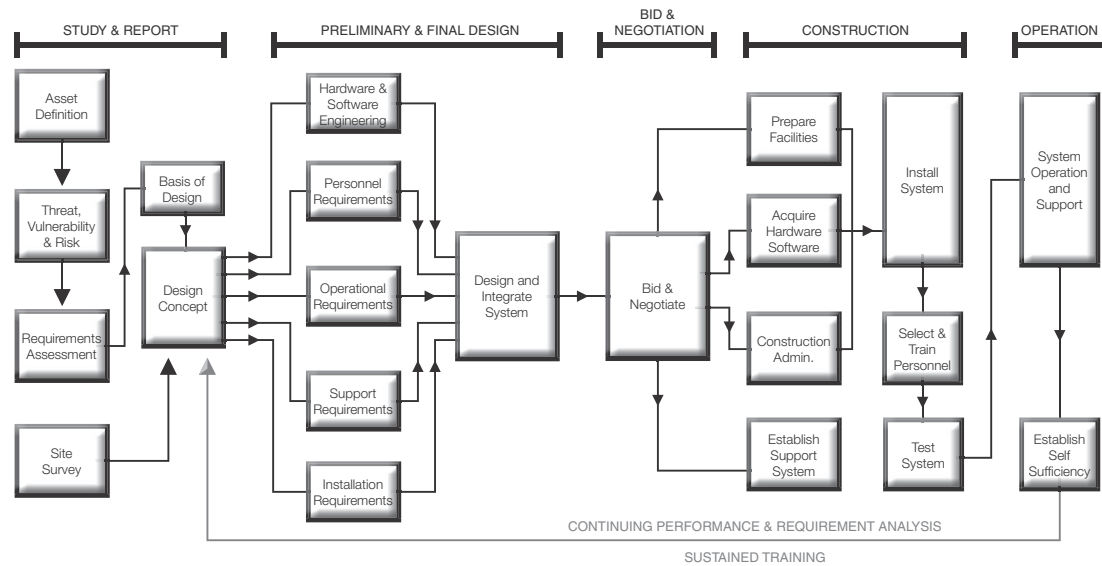 STUDY & REPORT
PRELIMINARY & FINAL DESIGN
BID &
NEGOTIATION
CONSTRUCTION
OPERATION
Asset
Definition
Threat,
Vulnerability
& Risk
Requirements
Assessment
Site
Survey
Basis of
Design
Design
Concept
Hardware &
Software
Engineering
Personnel
Requirements
Operational
Requirements
Support
Requirements
Installation
Requirements
Design and
Integrate
System
Bid &
Negotiate
Prepare
Facilities
Acquire
Hardware
Software
Construction
Admin.
Establish
Support
System
Install
System
Select &
Train
Personnel
Test
System
System
Operation
and
Support
Establish
Self
Sufficiency
CONTINUING PERFORMANCE & REQUIREMENT ANALYSIS
SUSTAINED TRAINING